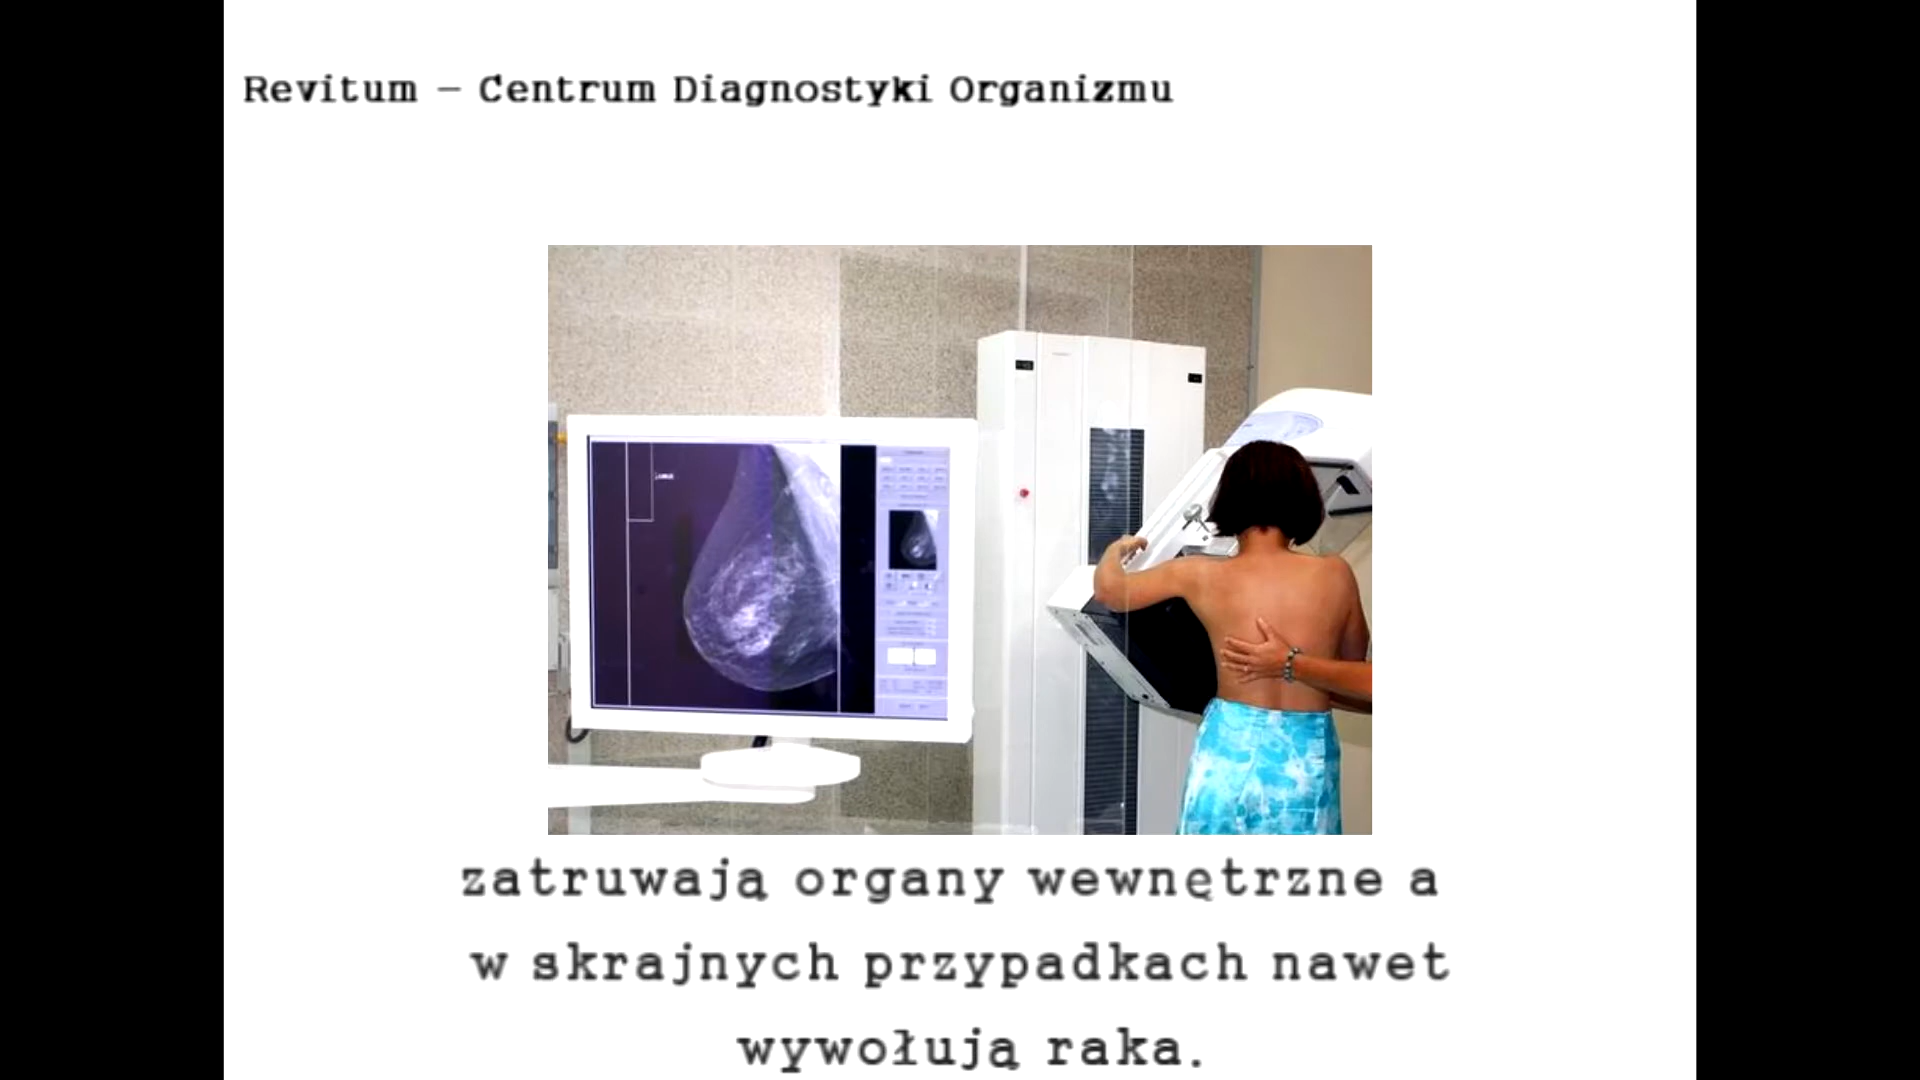 Revitum - Centrum Diagnostyki Organizmu
zatruwają organy wewnętrzne a
w skrajnych przypadkach nawet
wywołują raka.